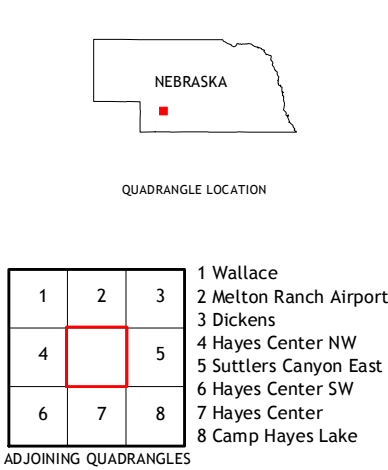 NEBRASKA
QUADRANGLE LOCATION
1 2 3
4 5
6 7 8
1 Wallace
2 Melton Ranch Airport
3 Dickens
4 Hayes Center NW
5 Suttlers Canyon East
6 Hayes Center SW
7 Hayes Center
8 Camp Hayes Lake
ADJOINING QUADRANGLES